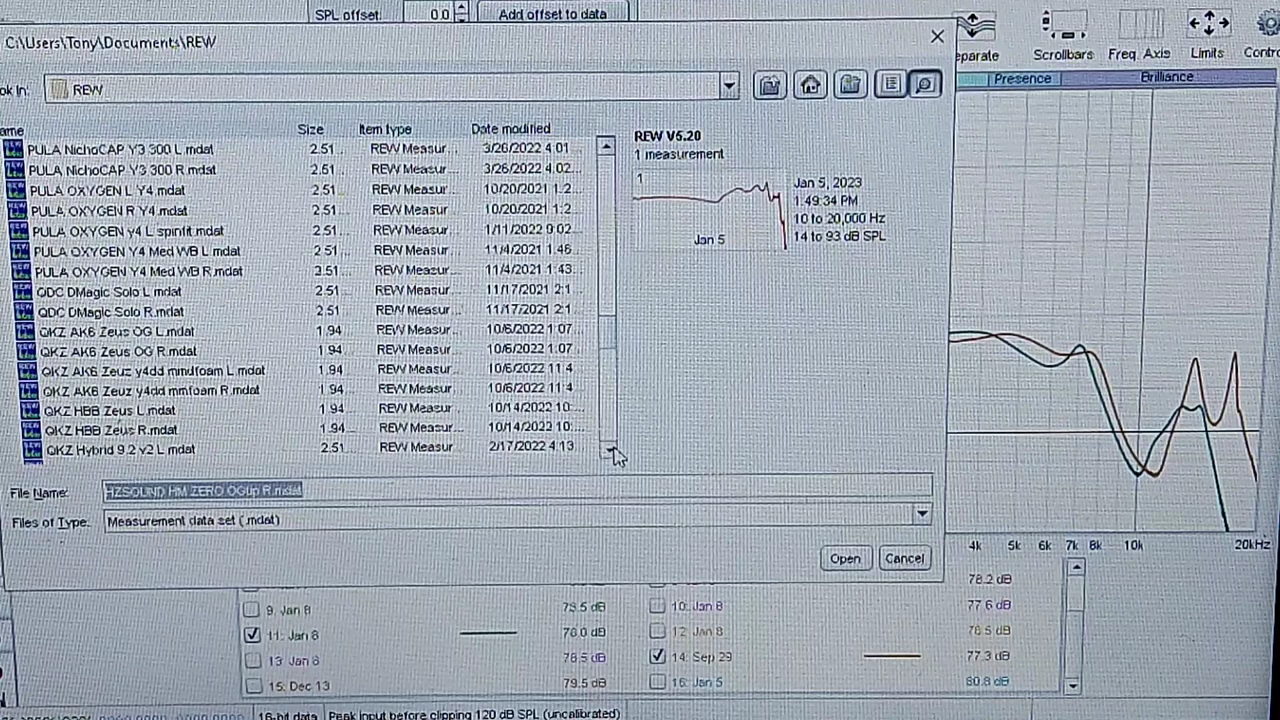 SPL offset: 0.0 Add offset to data
C:\Users\Tony\Documents\REW
ok In: REW
eparate Scrollbars Freq. Axis Limits Contro
Presence Brilliance
ame Size Item type Date modified
PULA NichoCAP Y3 300 L.mdat 2.51... REW Measur... 3/26/2022 4:01...
PULA NichoCAP Y3 300 R.mdat 2.51... REW Measur... 3/26/2022 4:02...
PULA OXYGEN L Y4.mdat 2.51... REW Measur... 10/20/2021 1:2...
PULA OXYGEN R Y4.mdat 2.51... REW Measur... 10/20/2021 1:2...
PULA OXYGEN y4 L spinfit.mdat 2.51... REW Measur... 1/11/2022 9:02...
PULA OXYGEN Y4 Med WB L.mdat 2.51... REW Measur... 11/4/2021 1:46...
PULA OXYGEN Y4 Med WB R.mdat 2.51... REW Measur... 11/4/2021 1:43...
QDC DMagic Solo L.mdat 2.51... REW Measur... 11/17/2021 2:1...
QDC DMagic Solo R.mdat 2.51... REW Measur... 11/17/2021 2:1...
QKZ AK6 Zeus OG L.mdat 1.94... REW Measur... 10/6/2022 1:07...
QKZ AK6 Zeus OG R.mdat 1.94... REW Measur... 10/6/2022 1:07...
QKZ AK6 Zeuz y4dd mmdfoam L.mdat 1.94... REW Measur... 10/6/2022 11:4...
QKZ AK6 Zeuz y4dd mmfoam R.mdat 1.94... REW Measur... 10/6/2022 11:4...
QKZ HBB Zeus L.mdat 1.94... REW Measur... 10/14/2022 10:...
QKZ HBB Zeus R.mdat 1.94... REW Measur... 10/14/2022 10:...
QKZ Hybrid 9.2 y2 L.mdat 2.51... REW Measur... 2/17/2022 4:13...
REW V5.20
1 measurement
1
Jan 5
Jan 5, 2023
1:49:34 PM
10 to 20,000 Hz
14 to 93 dB SPL
File Name: HZSOUND HM ZERO OGtip R.mdat
Files of Type: Measurement data set (.mdat)
Open Cancel
4k 5k 6k 7k 8k 10k 20kHz
78.2 dB
9: Jan 8 10: Jan 8 77.6 dB
11: Jan 8 12: Jan 8
13: Jan 8 78.5 dB 14: Sep 29 77.3 dB
15: Dec 13 79.5 dB 16: Jan 5 80.8 dB
16-bit data Peak input before clipping 120 dB SPL (uncalibrated)